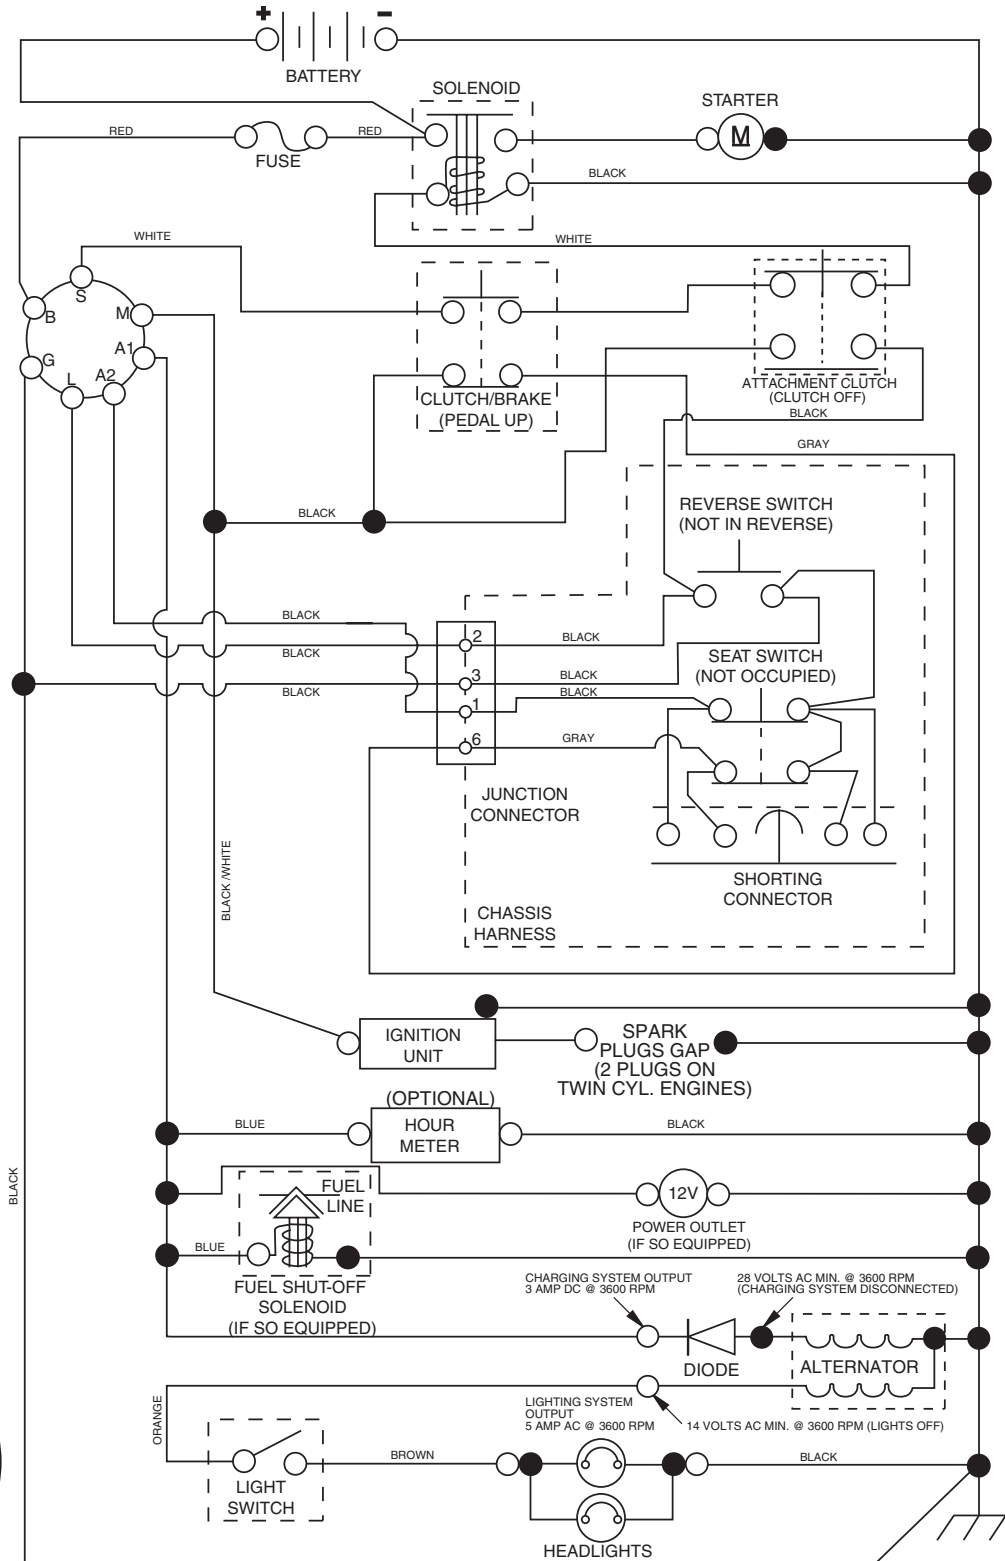 + -
BATTERY
SOLENOID
STARTER
M
RED
FUSE
RED
BLACK
WHITE
WHITE
S
B
M
A1
G
L
A2
CLUTCH/BRAKE
(PEDAL UP)
ATTACHMENT CLUTCH
(CLUTCH OFF)
BLACK
GRAY
BLACK
REVERSE SWITCH
(NOT IN REVERSE)
BLACK
2
BLACK
BLACK
SEAT SWITCH
(NOT OCCUPIED)
3
BLACK
BLACK
1
BLACK
6
GRAY
JUNCTION
CONNECTOR
SHORTING
CONNECTOR
BLACK /WHITE
CHASSIS
HARNESS
IGNITION
UNIT
SPARK
PLUGS GAP
(2 PLUGS ON
TWIN CYL. ENGINES)
(OPTIONAL)
HOUR
METER
BLUE
BLACK
BLACK
FUEL
LINE
12V
POWER OUTLET
(IF SO EQUIPPED)
BLUE
FUEL SHUT-OFF
SOLENOID
(IF SO EQUIPPED)
CHARGING SYSTEM OUTPUT
3 AMP DC @ 3600 RPM
28 VOLTS AC MIN. @ 3600 RPM
(CHARGING SYSTEM DISCONNECTED)
DIODE
ALTERNATOR
ORANGE
LIGHTING SYSTEM
OUTPUT
5 AMP AC @ 3600 RPM
14 VOLTS AC MIN. @ 3600 RPM (LIGHTS OFF)
BROWN
BLACK
LIGHT
SWITCH
HEADLIGHTS